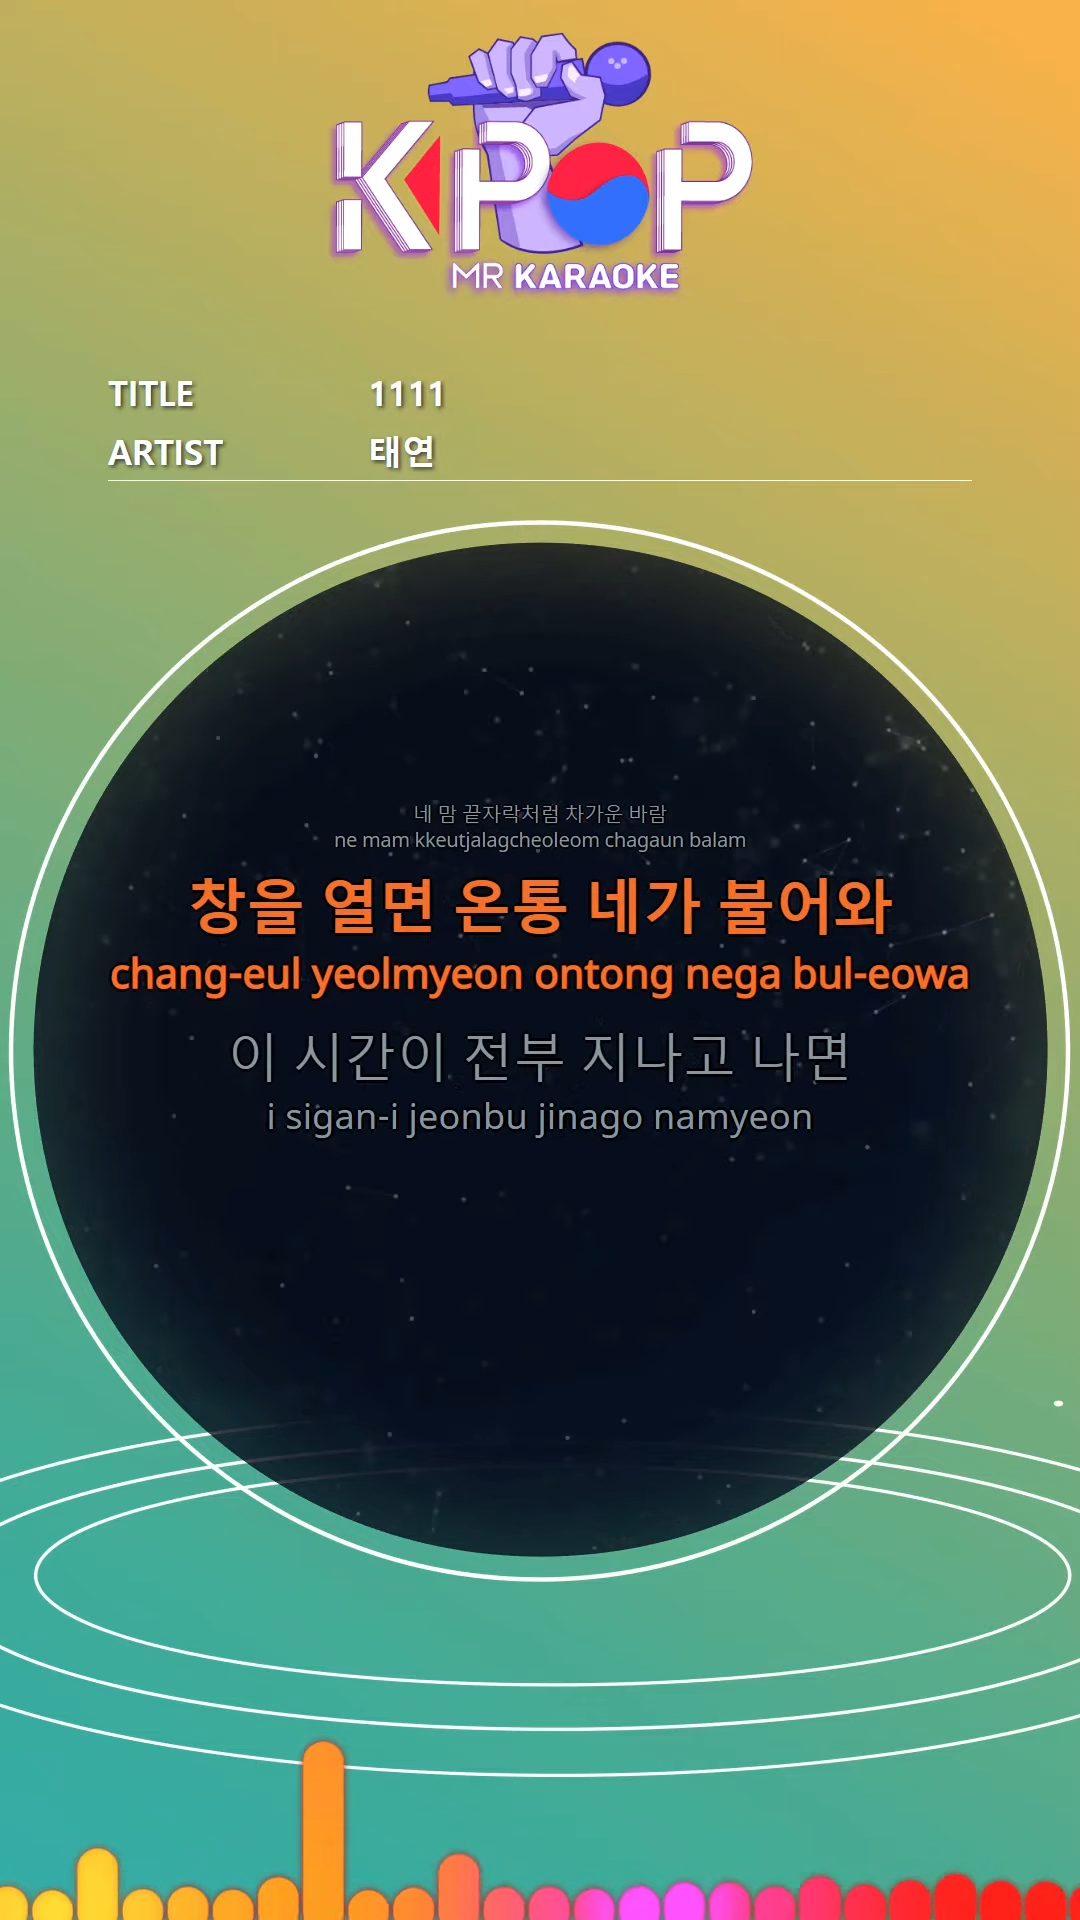 KPOP
MR KARAOKE
TITLE 1111
ARTIST 태연
네 맘 끝자락처럼 차가운 바람
ne mam kkeutjalagcheoleom chagaun balam
창을 열면 온통 네가 불어와
chang-eul yeolmyeon ontong nega bul-eowa
이 시간이 전부 지나고 나면
i sigan-i jeonbu jinago namyeon